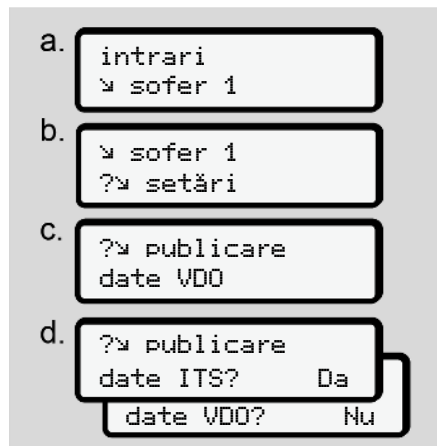 a.
intrari
↘ sofer 1
b.
↘ sofer 1
?↘ setări
c.
?↘ publicare
date VDO
d.
?↘ publicare
date ITS? Da
date VDO? Nu